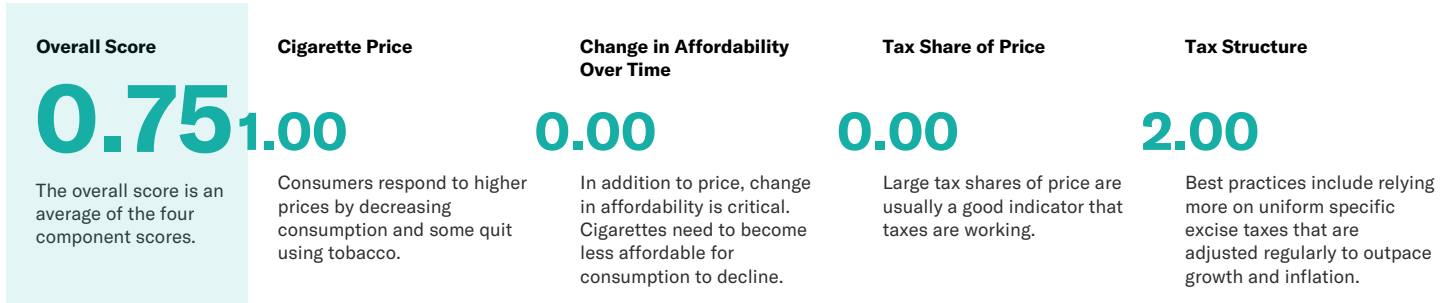 Overall Score
0.75
The overall score is an
average of the four
component scores.
Cigarette Price
1.00
Consumers respond to higher
prices by decreasing
consumption and some quit
using tobacco.
Change in Affordability
Over Time
0.00
In addition to price, change
in affordability is critical.
Cigarettes need to become
less affordable for
consumption to decline.
Tax Share of Price
0.00
Large tax shares of price are
usually a good indicator that
taxes are working.
Tax Structure
2.00
Best practices include relying
more on uniform specific
excise taxes that are
adjusted regularly to outpace
growth and inflation.